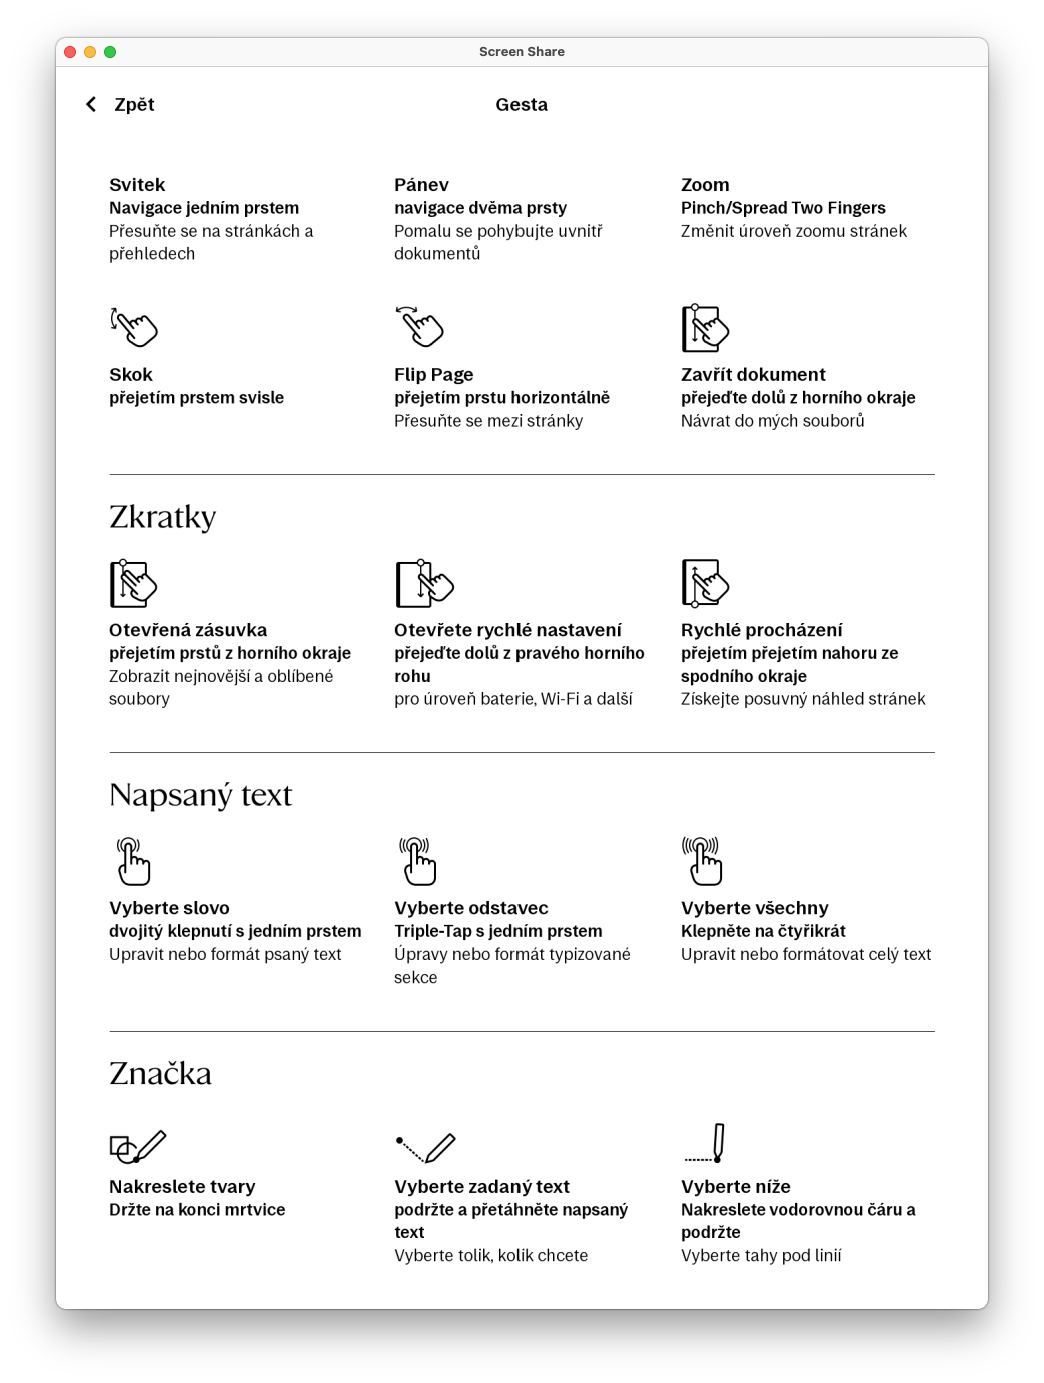 Screen Share
Zpět
Gesta
Svitek
Navigace jedním prstem
Přesuňte se na stránkách a
přehledech
Pánev
navigace dvěma prsty
Pomalu se pohybujte uvnitř
dokumentů
Zoom
Pinch/Spread Two Fingers
Změnit úroveň zoomu stránek
Skok
přejetím prstem svisle
Flip Page
přejetím prstu horizontálně
Přesuňte se mezi stránky
Zavřít dokument
přejeďte dolů z horního okraje
Návrat do mých souborů
Zkratky
Otevřená zásuvka
přejetím prstů z horního okraje
Zobrazit nejnovější a oblíbené
soubory
Otevřete rychlé nastavení
přejeďte dolů z pravého horního
rohu
pro úroveň baterie, Wi-Fi a další
Rychlé procházení
přejetím přejetím nahoru ze
spodního okraje
Získejte posuvný náhled stránek
Napsaný text
Vyberte slovo
dvojitý klepnutí s jedním prstem
Upravit nebo formát psaný text
Vyberte odstavec
Triple-Tap s jedním prstem
Úpravy nebo formát typizované
sekce
Vyberte všechny
Klepněte na čtyřikrát
Upravit nebo formátovat celý text
Značka
Nakreslete tvary
Držte na konci mrtvice
Vyberte zadaný text
podržte a přetáhněte napsaný
text
Vyberte tolik, kolik chcete
Vyberte níže
Nakreslete vodorovnou čáru a
podržte
Vyberte tahy pod linií